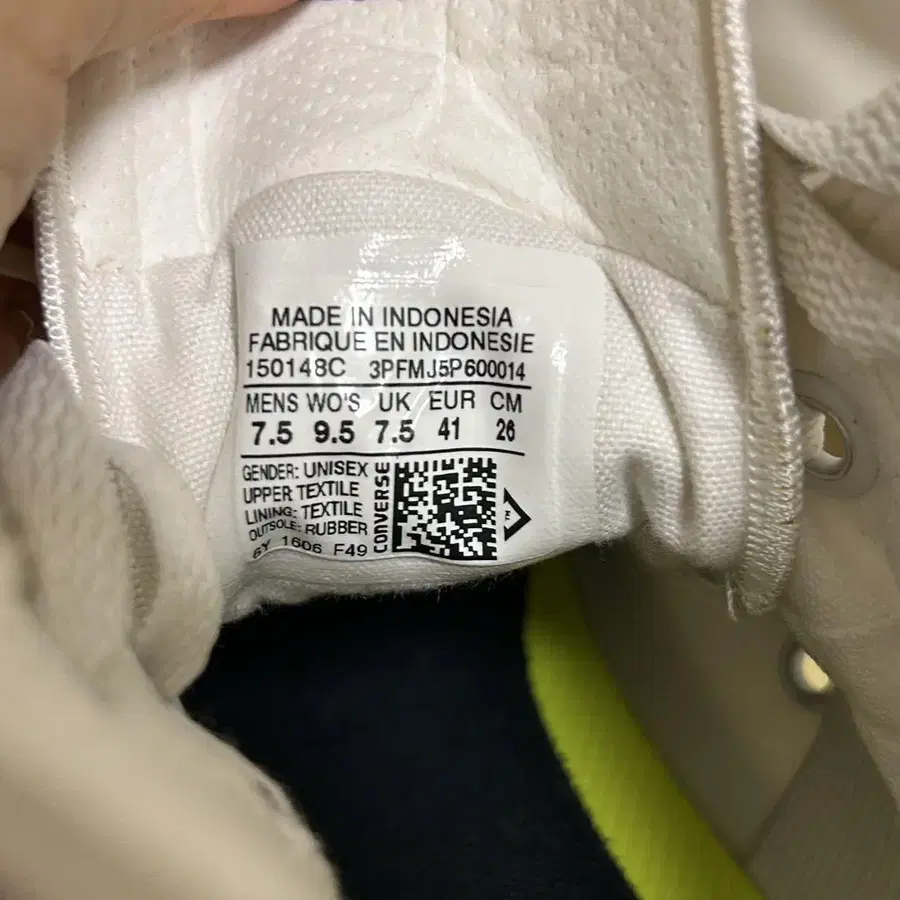 MADE IN INDONESIA
FABRIQUE EN INDONESIE
150148C 3PFMJ5P600014
MENS WO'S UK EUR CM
7.5 9.5 7.5 41 26
GENDER: UNISEX
UPPER: TEXTILE
LINING: TEXTILE
OUTSOLE: RUBBER
6Y 1606 F49
CONVERSE